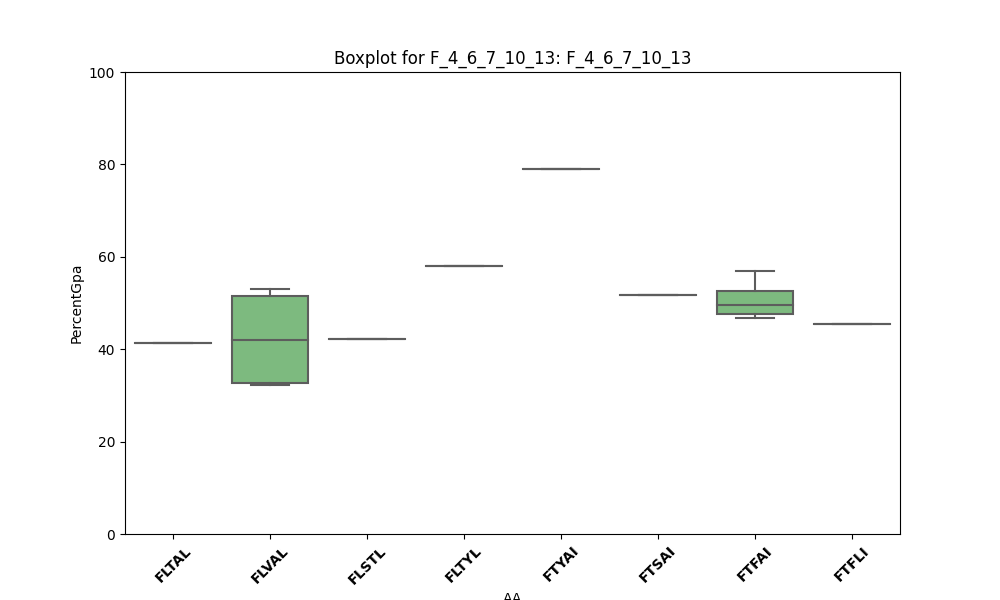 Boxplot for F_4_6_7_10_13: F_4_6_7_10_13
100
80
60
40
20
0
PercentGpa
FLTAL
FLVAL
FLSTL
FLTYL
FTYAI
FTSAI
FTFAI
FTFLI
AA